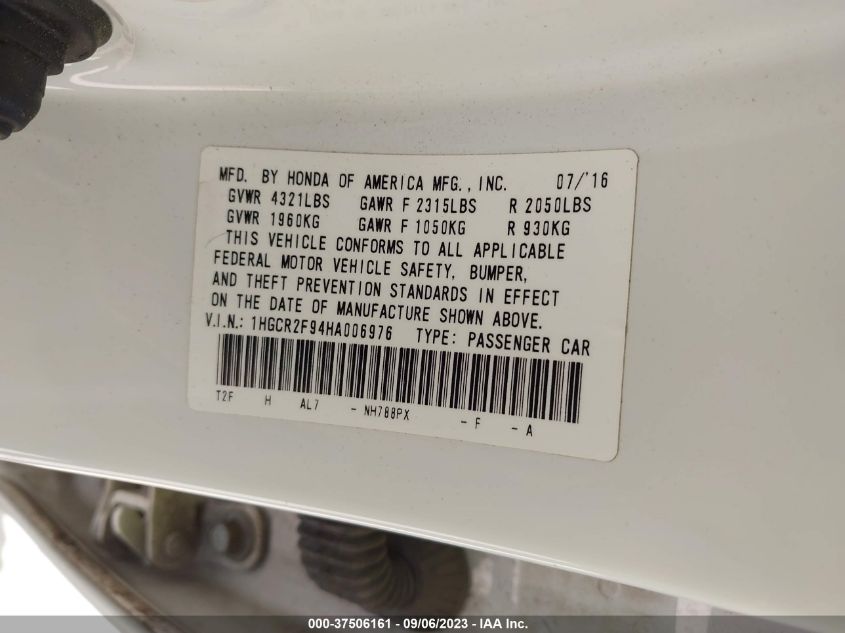 MFD. BY HONDA OF AMERICA MFG., INC. 07/'16
GVWR 4321LBS GAWR F 2315LBS R 2050LBS
GVWR 1960KG GAWR F 1050KG R 930KG
THIS VEHICLE CONFORMS TO ALL APPLICABLE
FEDERAL MOTOR VEHICLE SAFETY, BUMPER,
AND THEFT PREVENTION STANDARDS IN EFFECT
ON THE DATE OF MANUFACTURE SHOWN ABOVE.
V.I.N.: 1HGCR2F94HA006976 TYPE: PASSENGER CAR
T2F H AL7 - NH788PX - F - A
000-37506161 - 09/06/2023 - IAA Inc.